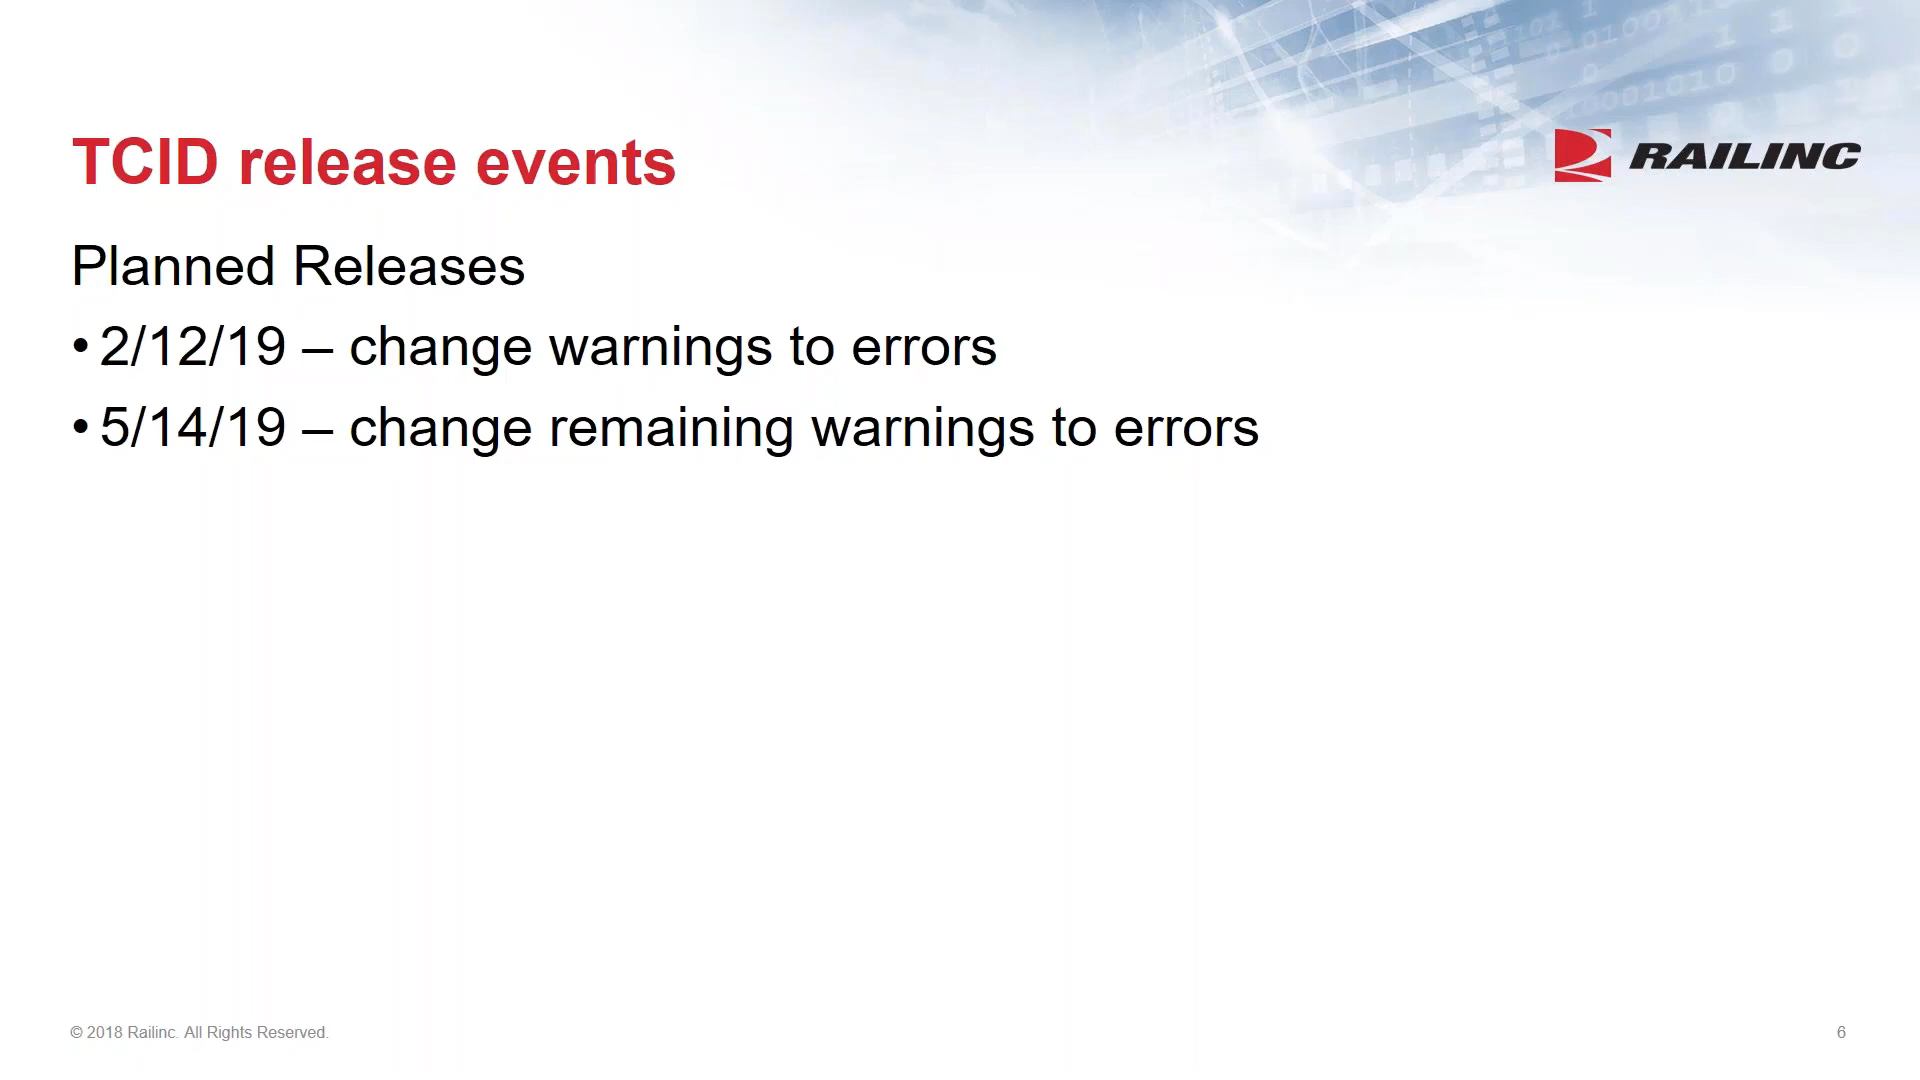 TCID release events
RAILINC
Planned Releases
• 2/12/19 – change warnings to errors
• 5/14/19 – change remaining warnings to errors
© 2018 Railinc. All Rights Reserved.
6